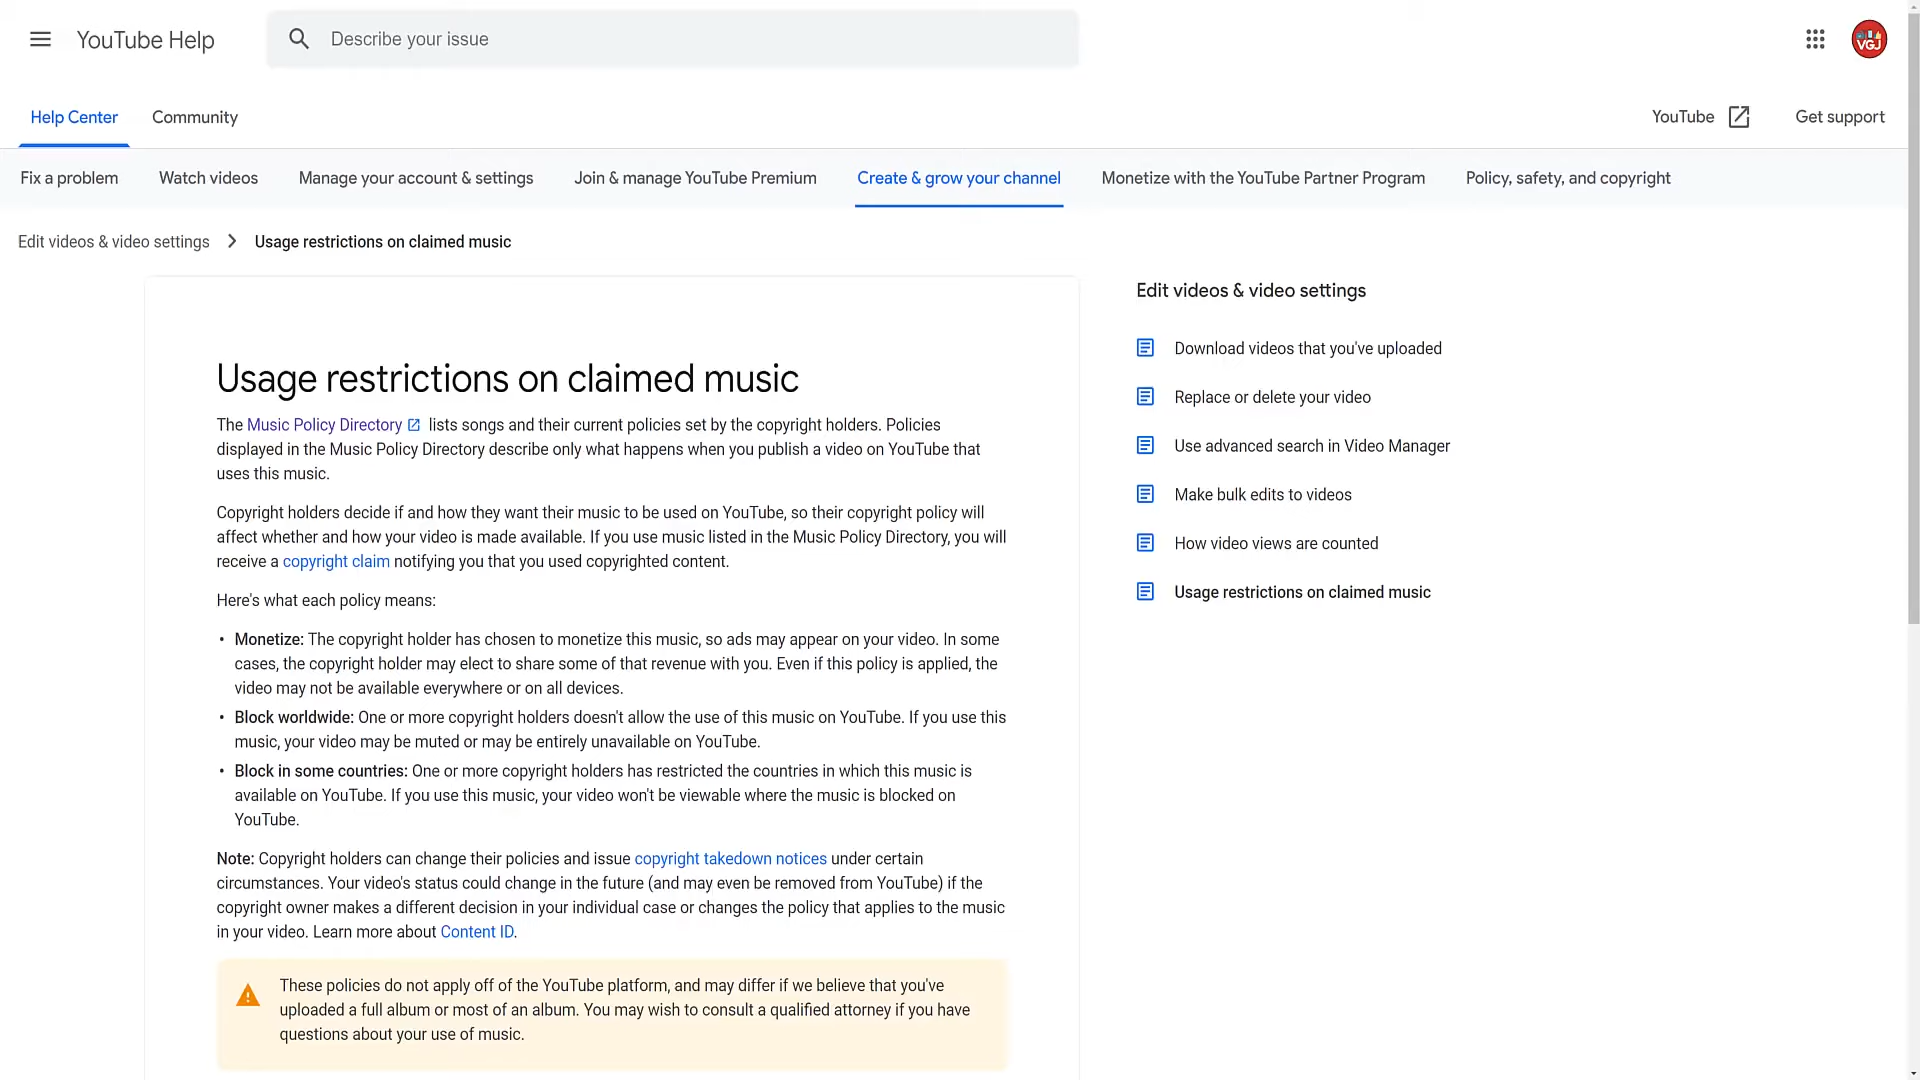 YouTube Help
Describe your issue
VGJ
Help Center
Community
YouTube
Get support
Fix a problem
Watch videos
Manage your account & settings
Join & manage YouTube Premium
Create & grow your channel
Monetize with the YouTube Partner Program
Policy, safety, and copyright
Edit videos & video settings
Usage restrictions on claimed music
Usage restrictions on claimed music
The Music Policy Directory lists songs and their current policies set by the copyright holders. Policies
displayed in the Music Policy Directory describe only what happens when you publish a video on YouTube that
uses this music.
Copyright holders decide if and how they want their music to be used on YouTube, so their copyright policy will
affect whether and how your video is made available. If you use music listed in the Music Policy Directory, you will
receive a copyright claim notifying you that you used copyrighted content.
Here's what each policy means:
• Monetize: The copyright holder has chosen to monetize this music, so ads may appear on your video. In some
cases, the copyright holder may elect to share some of that revenue with you. Even if this policy is applied, the
video may not be available everywhere or on all devices.
• Block worldwide: One or more copyright holders doesn't allow the use of this music on YouTube. If you use this
music, your video may be muted or may be entirely unavailable on YouTube.
• Block in some countries: One or more copyright holders has restricted the countries in which this music is
available on YouTube. If you use this music, your video won't be viewable where the music is blocked on
YouTube.
Note: Copyright holders can change their policies and issue copyright takedown notices under certain
circumstances. Your video's status could change in the future (and may even be removed from YouTube) if the
copyright owner makes a different decision in your individual case or changes the policy that applies to the music
in your video. Learn more about Content ID.
These policies do not apply off of the YouTube platform, and may differ if we believe that you've
uploaded a full album or most of an album. You may wish to consult a qualified attorney if you have
questions about your use of music.
Edit videos & video settings
Download videos that you've uploaded
Replace or delete your video
Use advanced search in Video Manager
Make bulk edits to videos
How video views are counted
Usage restrictions on claimed music